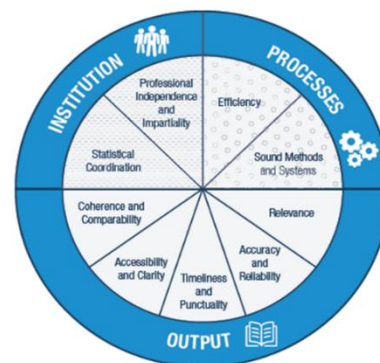 INSTITUTION
PROCESSES
Professional
Independence
and
Impartiality
Efficiency
Statistical
Coordination
Sound Methods
and Systems
Coherence and
Comparability
Relevance
Accessibility
and Clarity
Timeliness
and
Punctuality
Accuracy
and
Reliability
OUTPUT